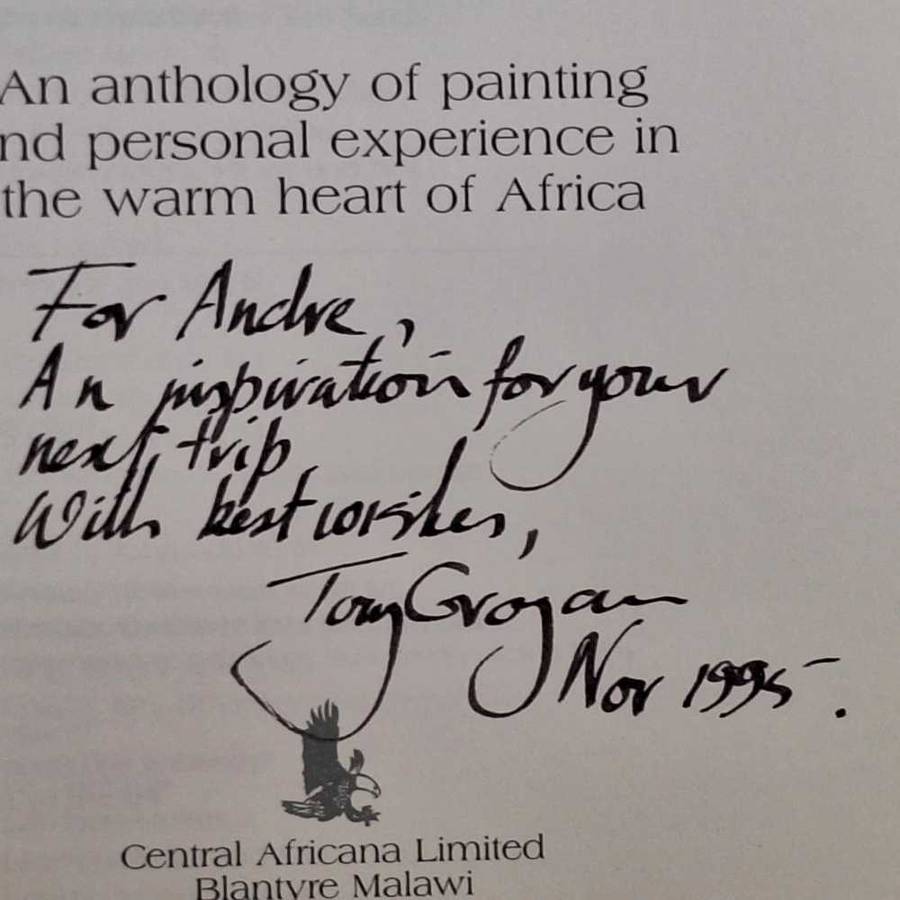 An anthology of painting
nd personal experience in
the warm heart of Africa
For Andre,
An inspiration for your
next trip
With best wishes,
Tony Grogan
Nov 1995.
Central Africana Limited
Blantyre Malawi